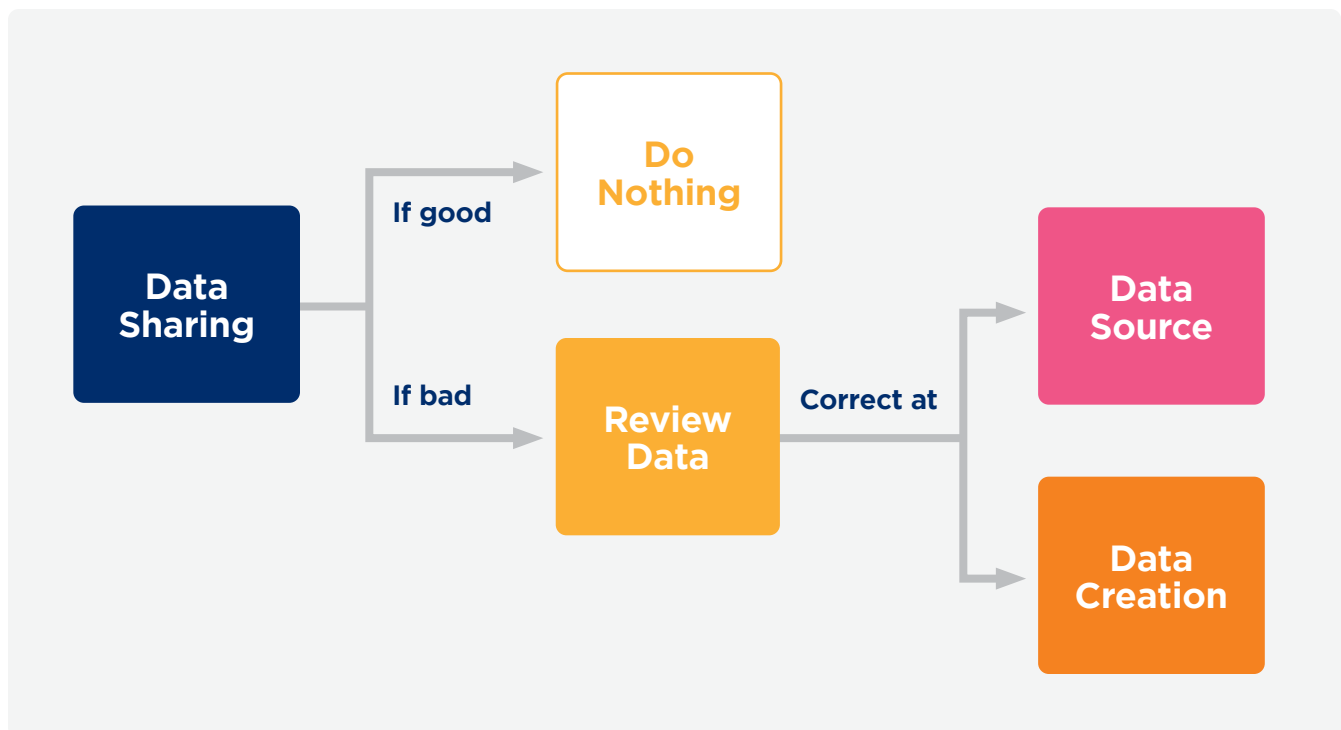 Data
Sharing
If good
Do
Nothing
If bad
Review
Data
Correct at
Data
Source
Data
Creation